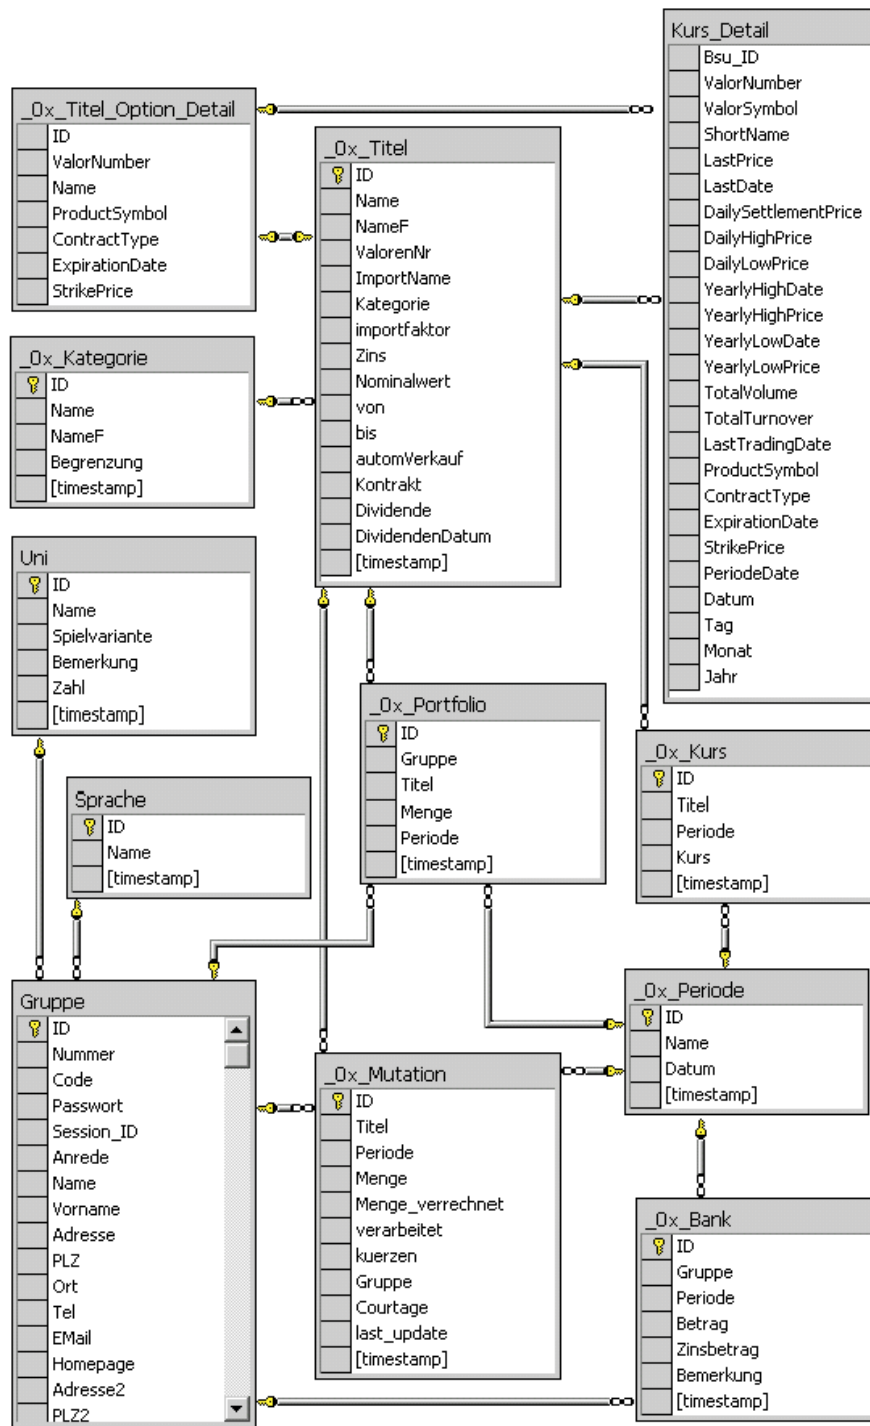 Kurs_Detail
Bsu_ID
ValorNumber
ValorSymbol
ShortName
LastPrice
LastDate
DailySettlementPrice
DailyHighPrice
DailyLowPrice
YearlyHighDate
YearlyHighPrice
YearlyLowDate
YearlyLowPrice
TotalVolume
TotalTurnover
LastTradingDate
ProductSymbol
ContractType
ExpirationDate
StrikePrice
PeriodeDate
Datum
Tag
Monat
Jahr
_0x_Titel_Option_Detail
ID
ValorNumber
Name
ProductSymbol
ContractType
ExpirationDate
StrikePrice
_0x_Titel
ID
Name
NameF
ValorenNr
ImportName
Kategorie
importfaktor
Zins
Nominalwert
von
bis
automVerkauf
Kontrakt
Dividende
DividendenDatum
[timestamp]
_0x_Kategorie
ID
Name
NameF
Begrenzung
[timestamp]
Uni
ID
Name
Spielvariante
Bemerkung
Zahl
[timestamp]
_0x_Portfolio
ID
Gruppe
Titel
Menge
Periode
[timestamp]
_0x_Kurs
ID
Titel
Periode
Kurs
[timestamp]
Sprache
ID
Name
[timestamp]
Gruppe
ID
Nummer
Code
Passwort
Session_ID
Anrede
Name
Vorname
Adresse
PLZ
Ort
Tel
EMail
Homepage
Adresse2
PLZ2
_0x_Periode
ID
Name
Datum
[timestamp]
_0x_Mutation
ID
Titel
Periode
Menge
Menge_verrechnet
verarbeitet
kuerzen
Gruppe
Courtage
last_update
[timestamp]
_0x_Bank
ID
Gruppe
Periode
Betrag
Zinsbetrag
Bemerkung
[timestamp]